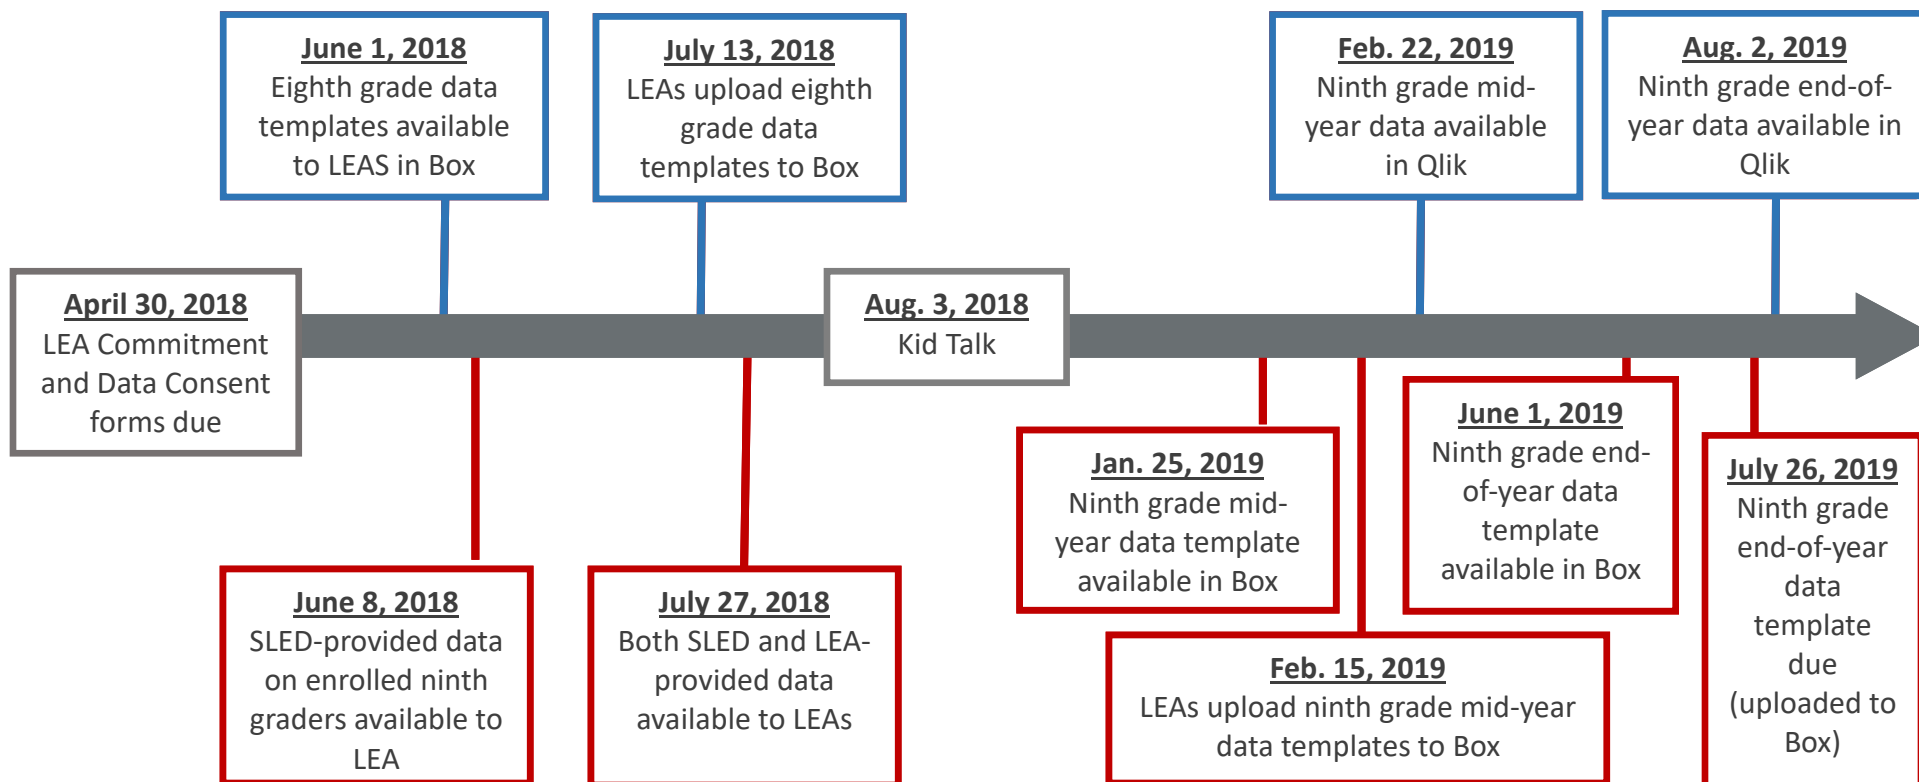 June 1, 2018
Eighth grade data
templates available
to LEAS in Box
July 13, 2018
LEAs upload eighth
grade data
templates to Box
Feb. 22, 2019
Ninth grade mid-
year data available
in Qlik
Aug. 2, 2019
Ninth grade end-of-
year data available in
Qlik
April 30, 2018
LEA Commitment
and Data Consent
forms due
Aug. 3, 2018
Kid Talk
June 8, 2018
SLED-provided data
on enrolled ninth
graders available to
LEA
July 27, 2018
Both SLED and LEA-
provided data
available to LEAs
Jan. 25, 2019
Ninth grade mid-
year data template
available in Box
Feb. 15, 2019
LEAs upload ninth grade mid-year
data templates to Box
June 1, 2019
Ninth grade end-
of-year data
template
available in Box
July 26, 2019
Ninth grade
end-of-year
data
template
due
(uploaded to
Box)